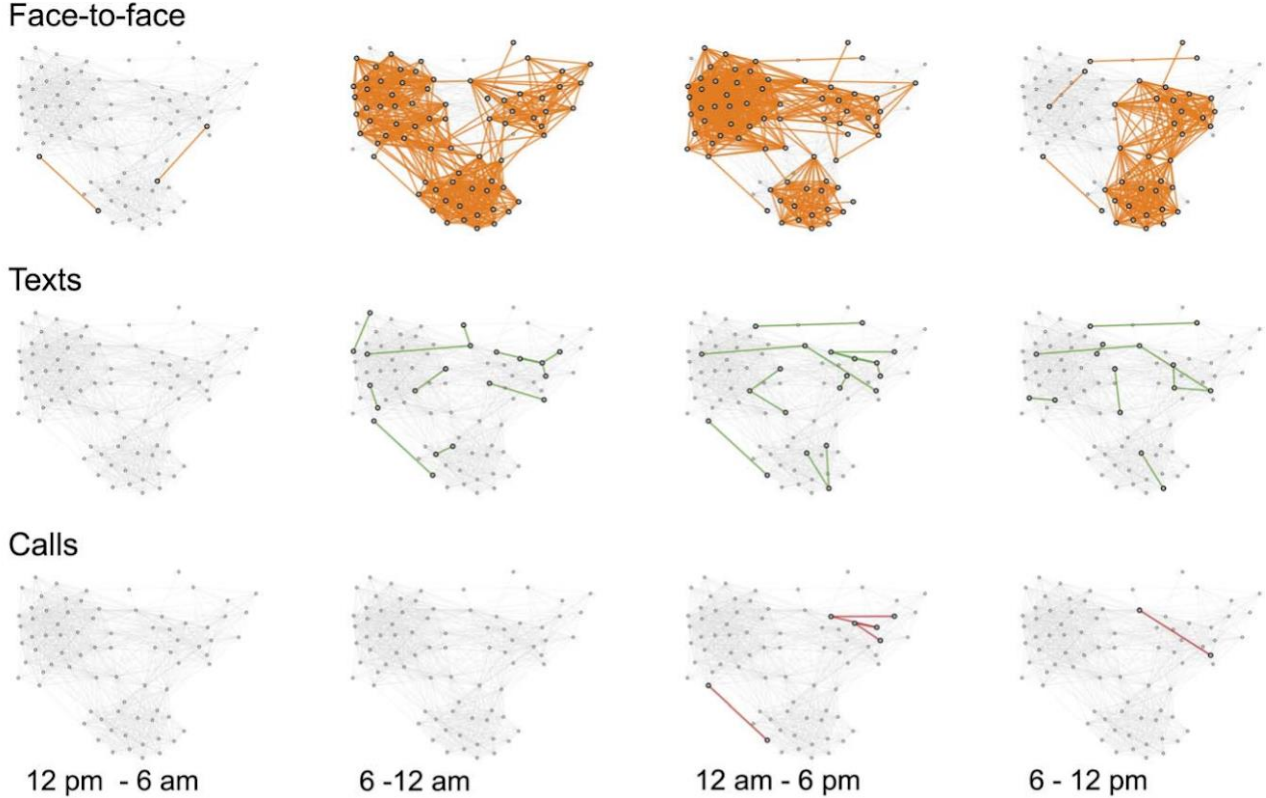 Face-to-face
Texts
Calls
12 pm - 6 am
6 -12 am
12 am - 6 pm
6 - 12 pm